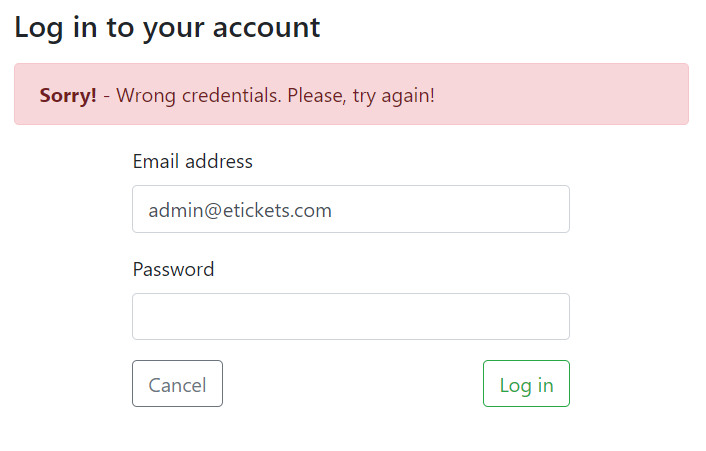 Log in to your account
Sorry! - Wrong credentials. Please, try again!
Email address
admin@etickets.com
Password
Cancel
Log in